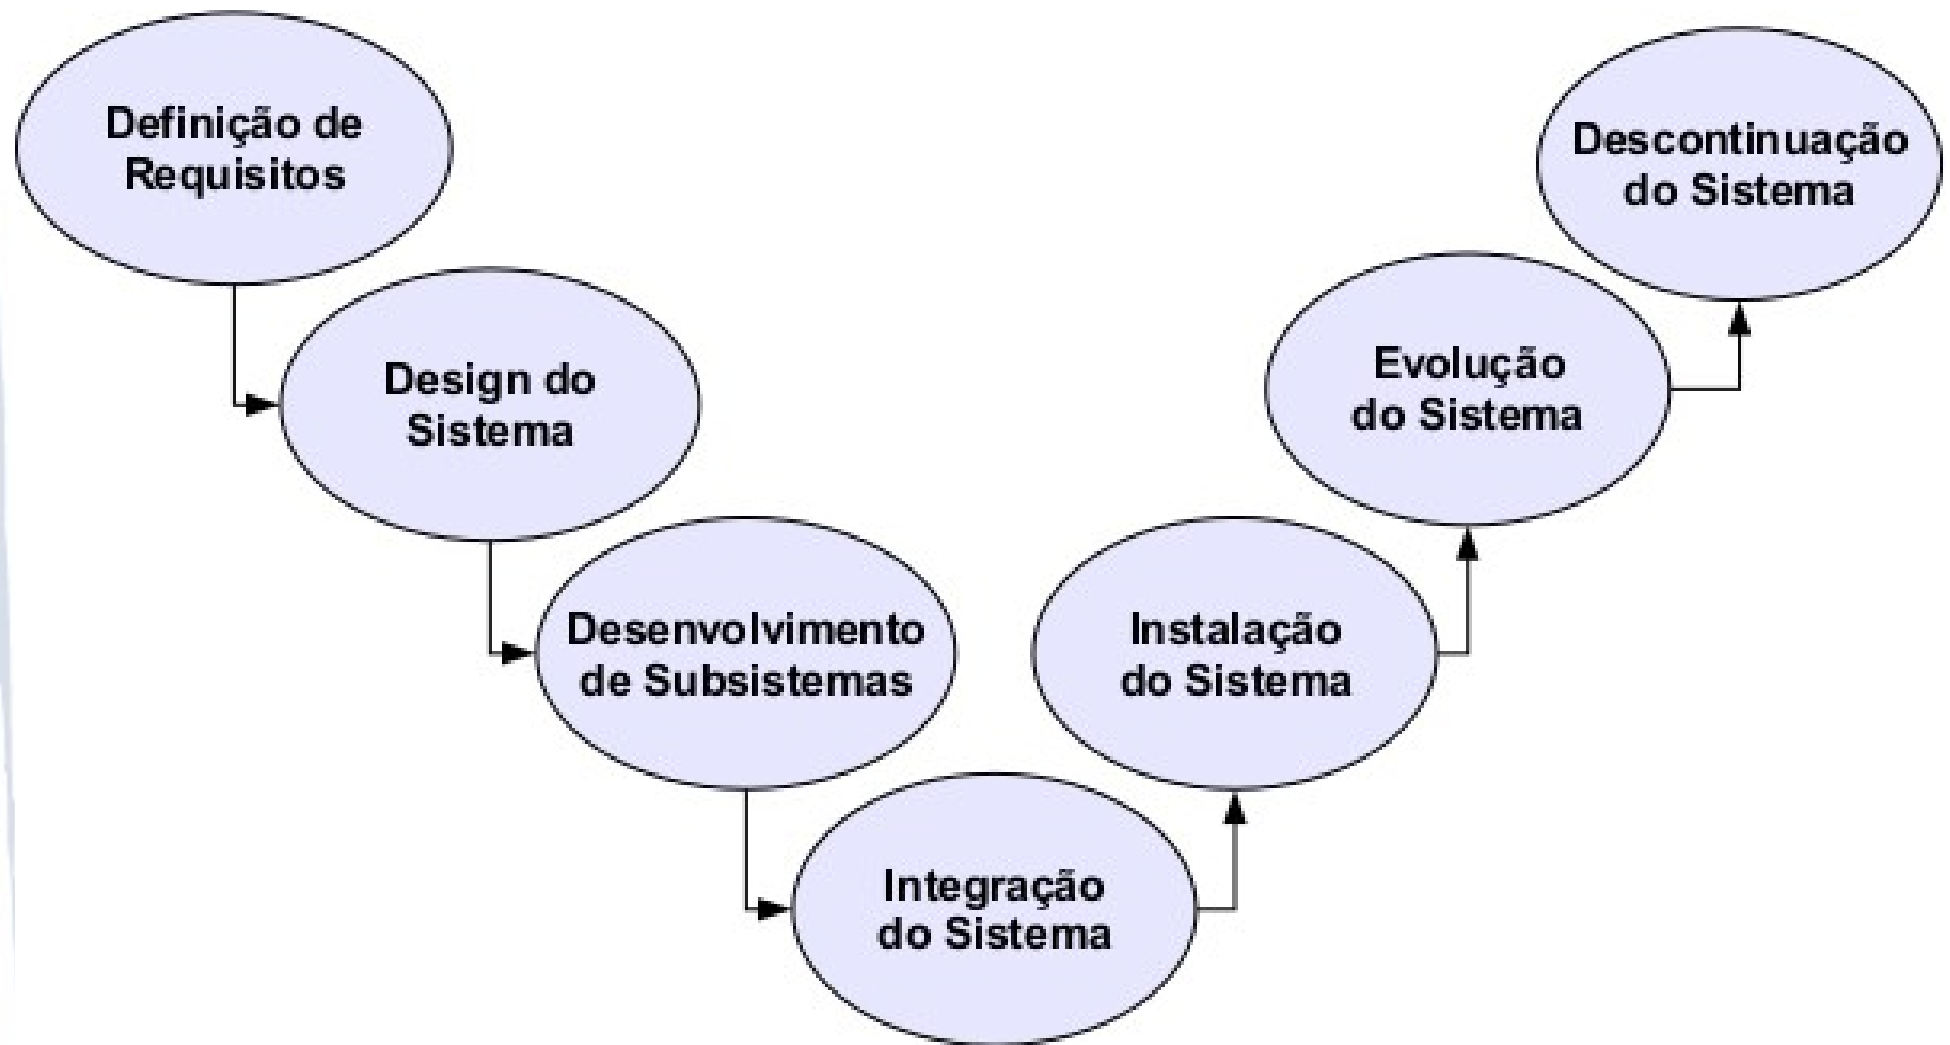 Definição de
Requisitos
Design do
Sistema
Desenvolvimento
de Subsistemas
Integração
do Sistema
Instalação
do Sistema
Evolução
do Sistema
Descontinuação
do Sistema